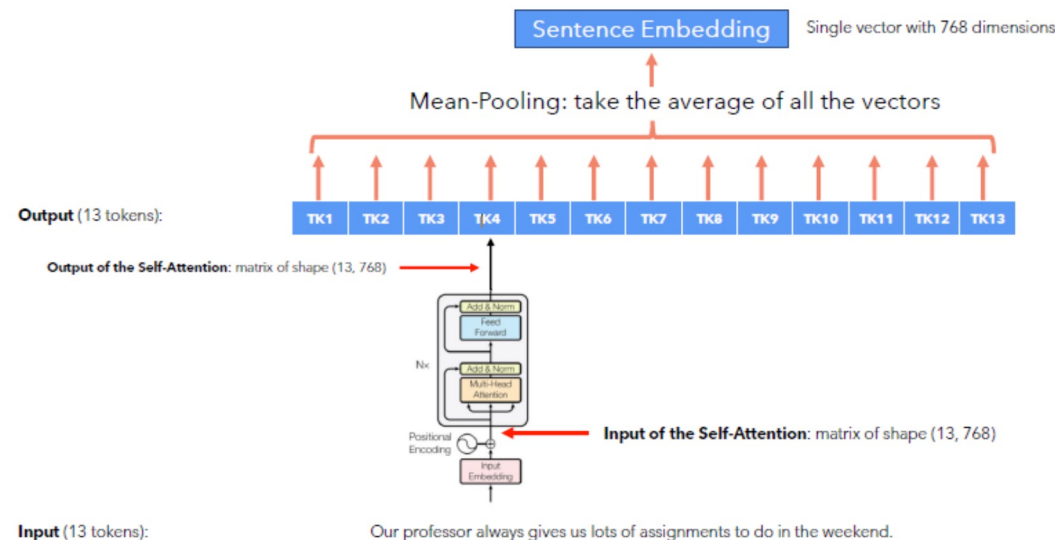 Sentence Embedding
Single vector with 768 dimensions
Mean-Pooling: take the average of all the vectors
Output (13 tokens):
TK1 TK2 TK3 TK4 TK5 TK6 TK7 TK8 TK9 TK10 TK11 TK12 TK13
Output of the Self-Attention: matrix of shape (13, 768)
Add & Norm
Feed
Forward
Nx
Add & Norm
Multi-Head
Attention
Positional
Encoding
Input of the Self-Attention: matrix of shape (13, 768)
Input
Embedding
Input (13 tokens):
Our professor always gives us lots of assignments to do in the weekend.